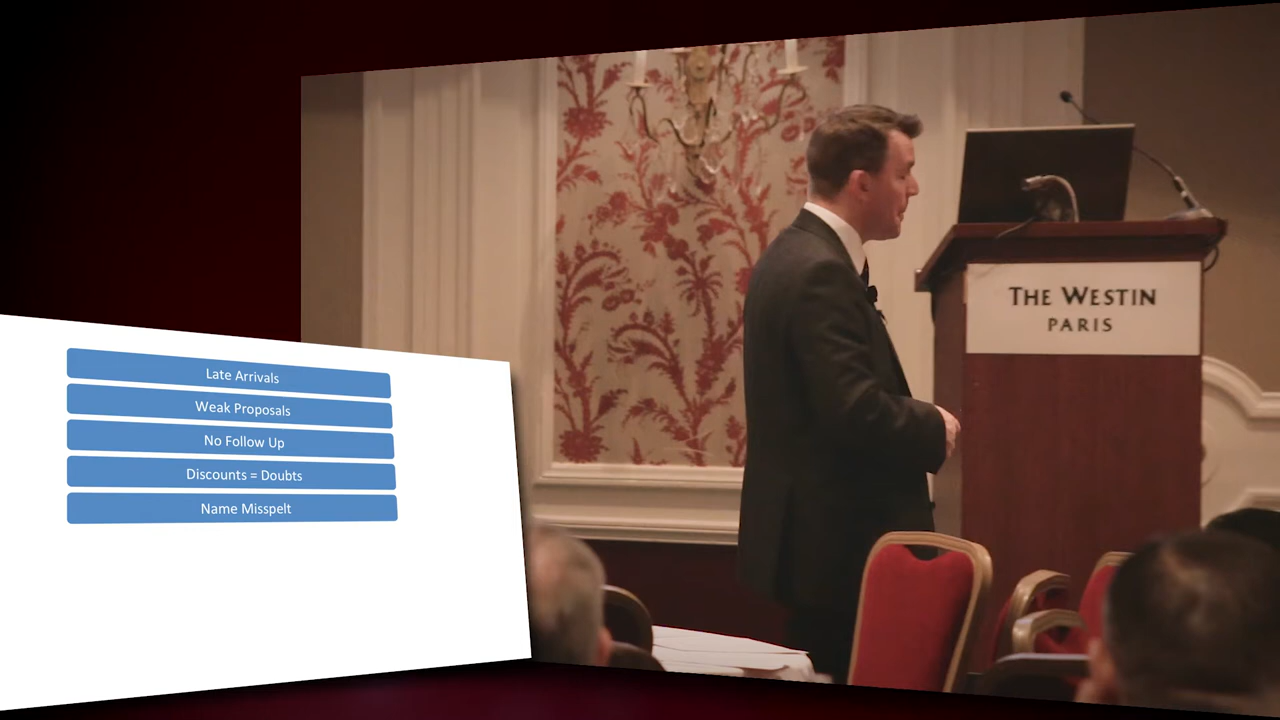 Late Arrivals
Weak Proposals
No Follow Up
Discounts = Doubts
Name Misspelt
THE WESTIN
PARIS